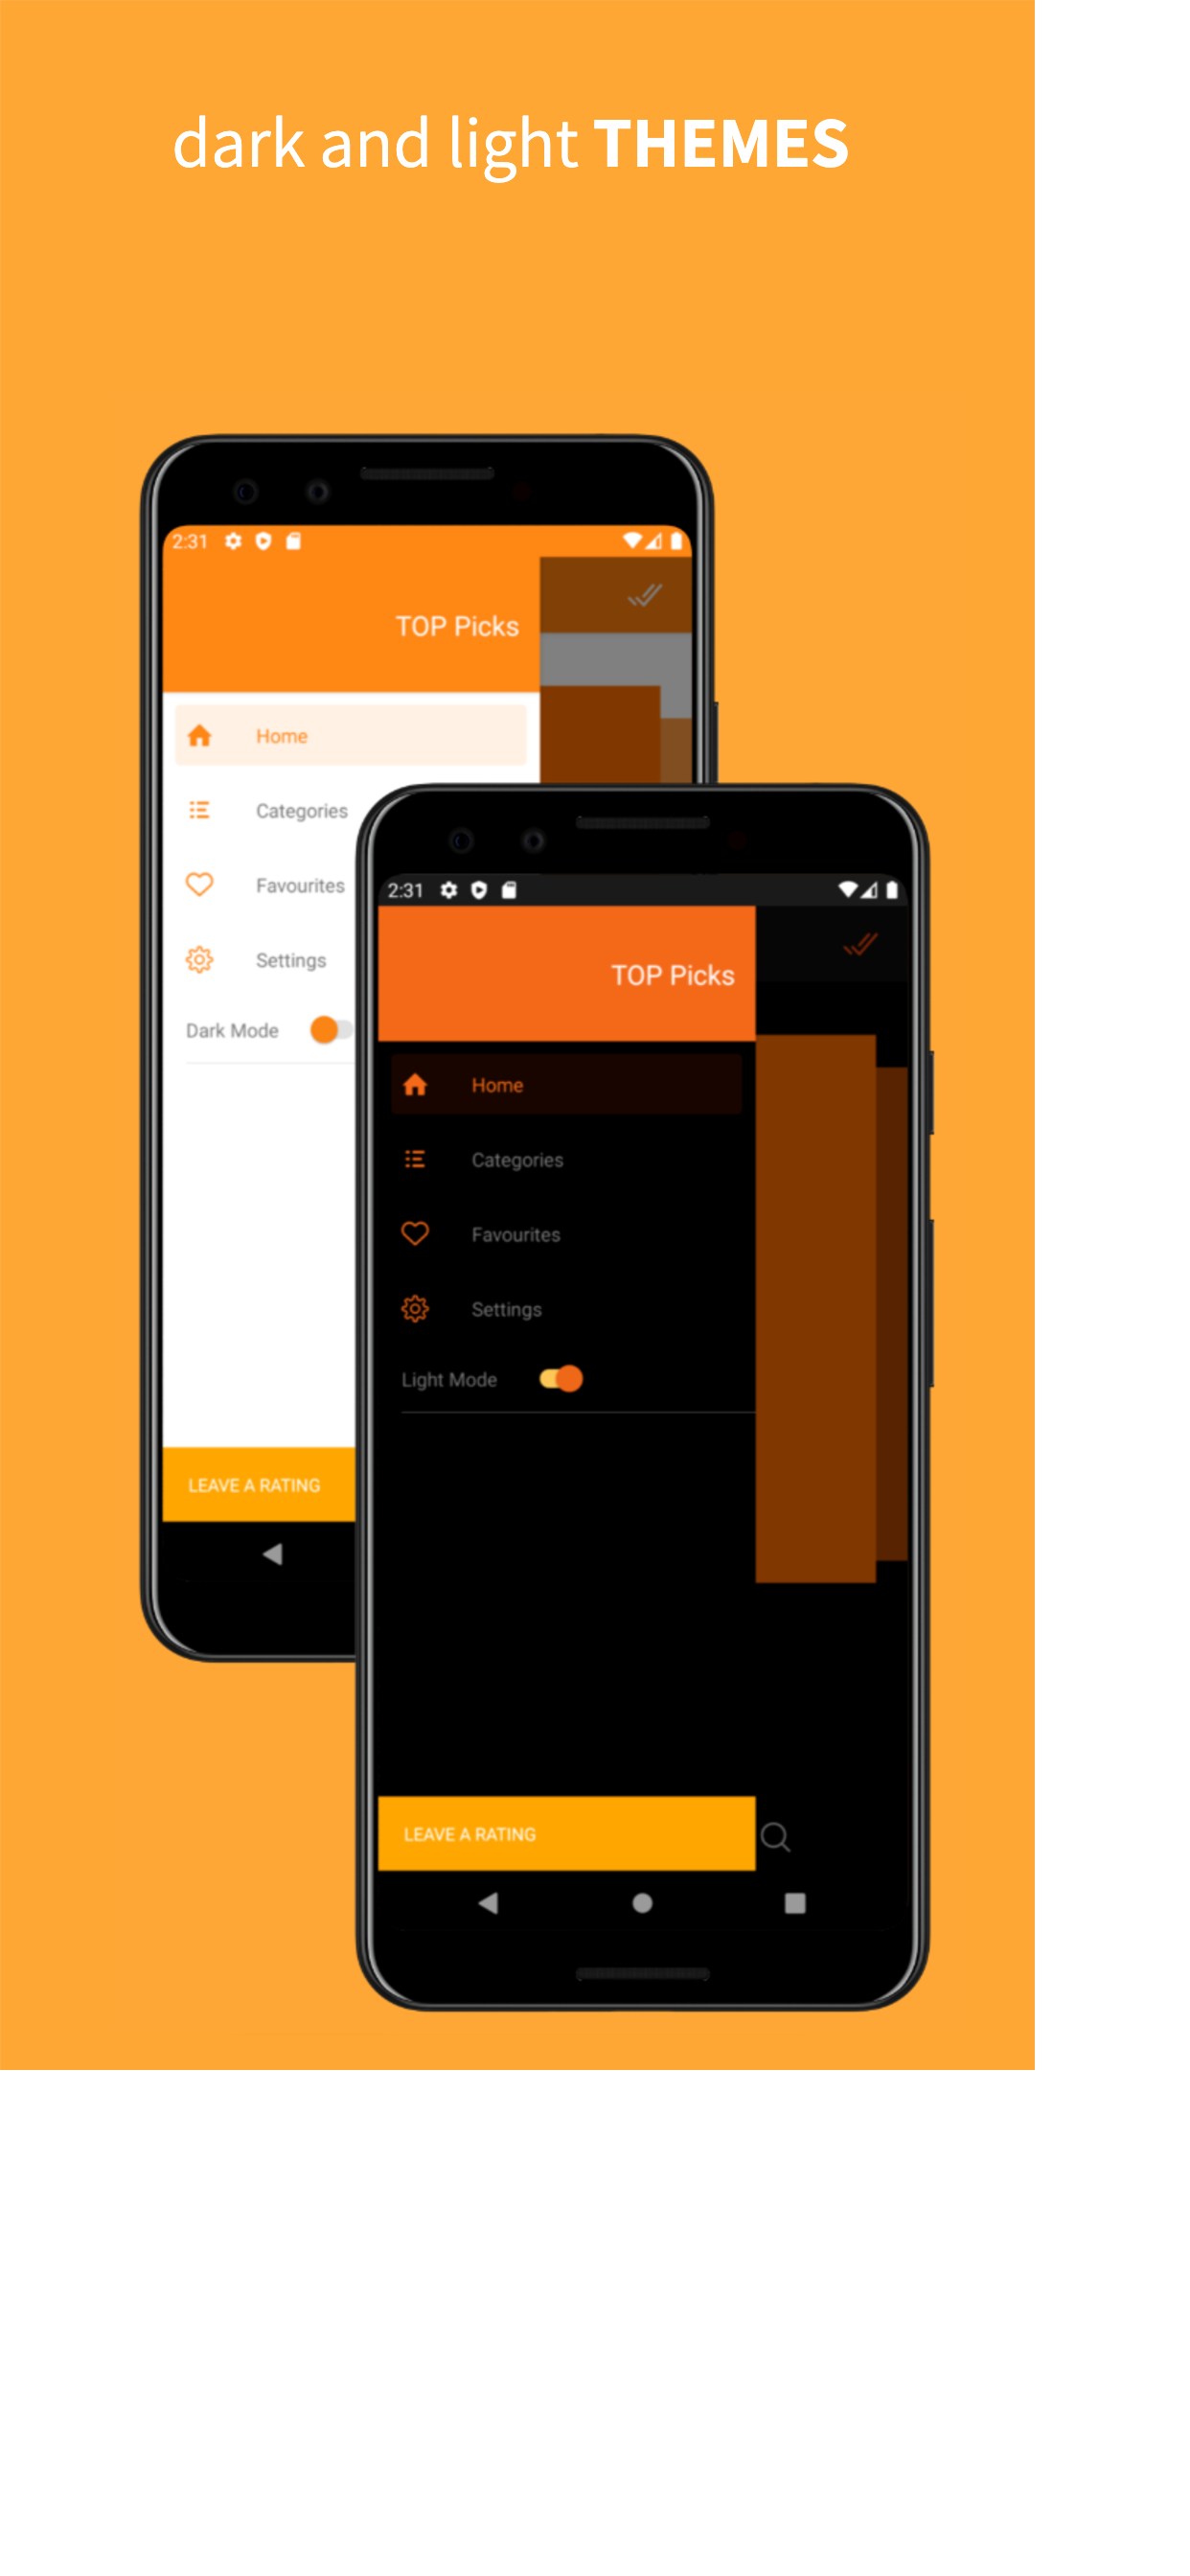 dark and light THEMES
2:31
TOP Picks
Home
Categories
Favourites
Settings
Dark Mode
LEAVE A RATING
2:31
TOP Picks
Home
Categories
Favourites
Settings
Light Mode
LEAVE A RATING